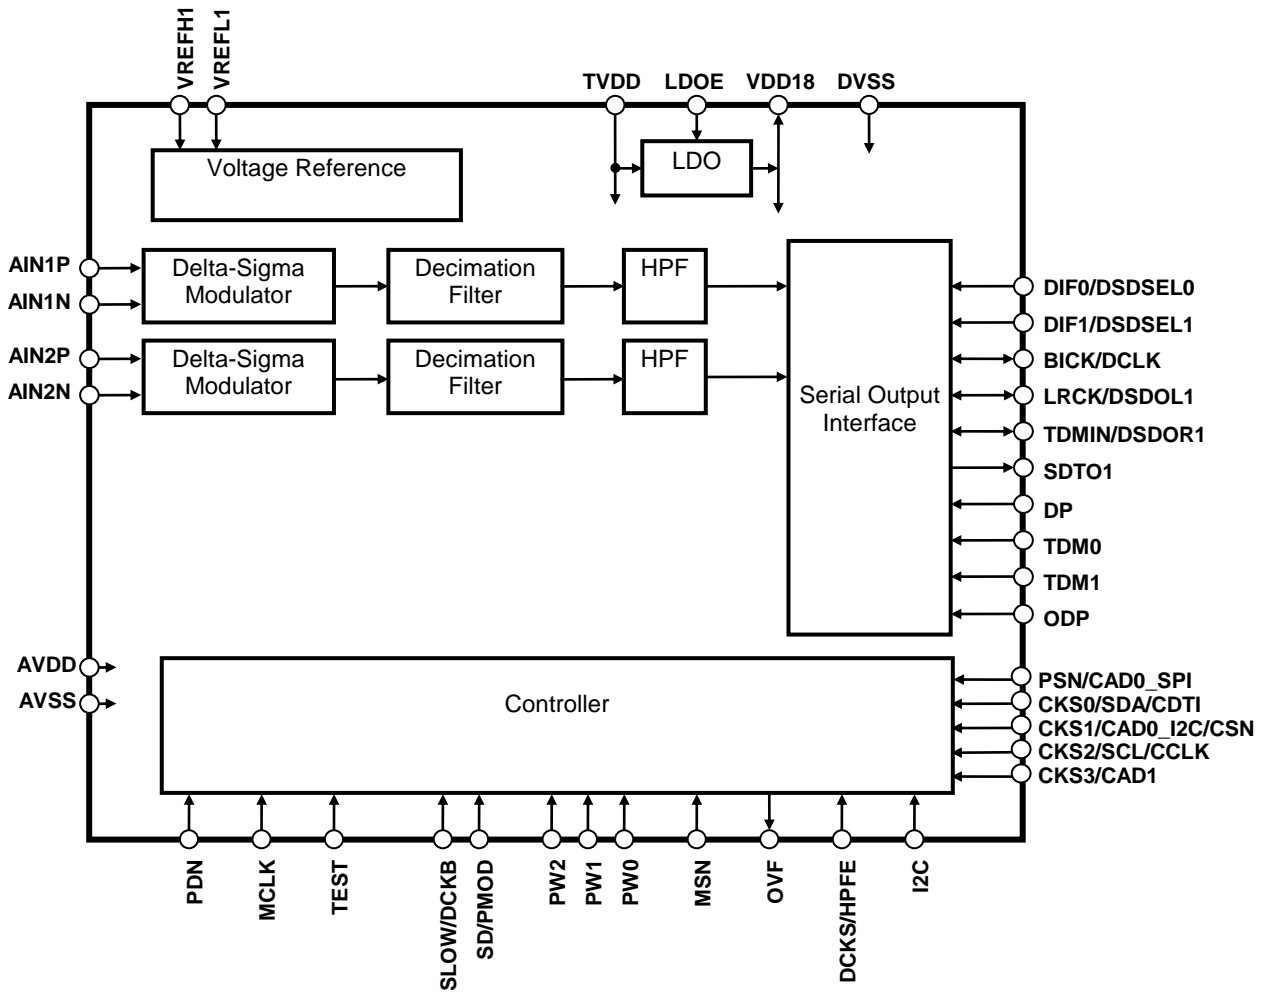 VREFH1
VREFL1
TVDD
LDOE
VDD18
DVSS
Voltage Reference
LDO
AIN1P
AIN1N
AIN2P
AIN2N
Delta-Sigma
Modulator
Decimation
Filter
HPF
Delta-Sigma
Modulator
Decimation
Filter
HPF
Serial Output
Interface
DIF0/DSDSEL0
DIF1/DSDSEL1
BICK/DCLK
LRCK/DSDOL1
TDMIN/DSDOR1
SDTO1
DP
TDM0
TDM1
ODP
AVDD
AVSS
Controller
PSN/CAD0_SPI
CKS0/SDA/CDTI
CKS1/CAD0_I2C/CSN
CKS2/SCL/CCLK
CKS3/CAD1
PDN
MCLK
TEST
SLOW/DCKB
SD/PMOD
PW2
PW1
PW0
MSN
OVF
DCKS/HPFE
I2C